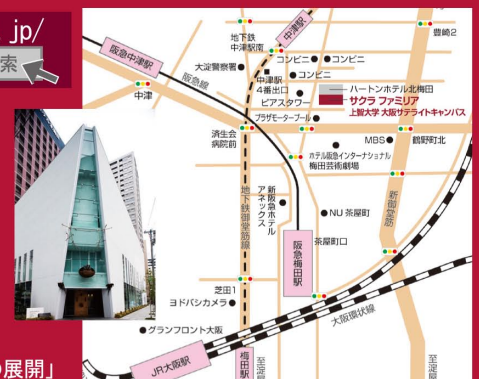 jp/
索
阪急中津駅
地下鉄
中津駅南
中津駅
豊崎2
コンビニ
コンビニ
大淀警察署
中津駅
4番出口
コンビニ
阪急線
中津
ピアスタワー
ハートンホテル北梅田
サクラ ファミリア
上智大学 大阪サテライトキャンパス
プラザモータープール
済生会
病院前
MBS
鶴野町北
ホテル阪急インターナショナル
梅田芸術劇場
地下鉄御堂筋線
新阪急ホテル
アネックス
新御堂筋
NU 茶屋町
茶屋町口
阪急梅田駅
芝田1
ヨドバシカメラ
グランフロント大阪
大阪環状線
JR大阪駅
梅田駅
至淀屋
至淀屋
の展開」